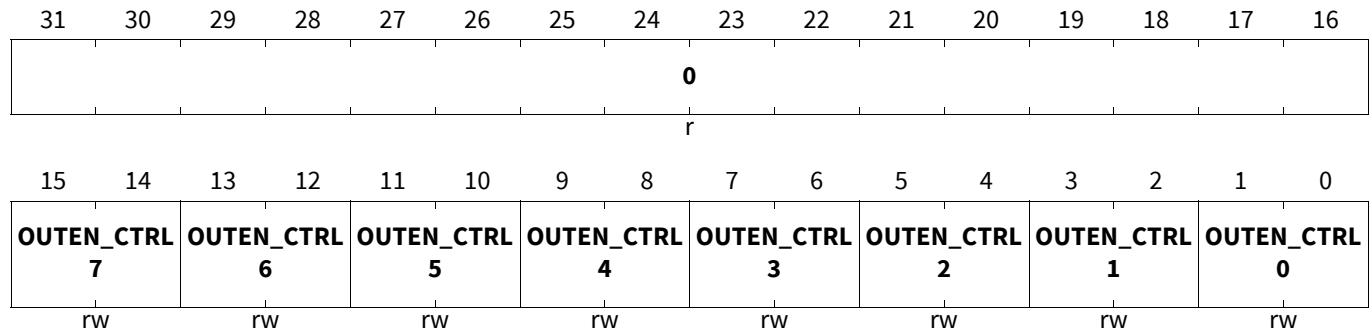 31 30 29 28 27 26 25 24 23 22 21 20 19 18 17 16
0
r
15 14 13 12 11 10 9 8 7 6 5 4 3 2 1 0
OUTEN_CTRL OUTEN_CTRL OUTEN_CTRL OUTEN_CTRL OUTEN_CTRL OUTEN_CTRL OUTEN_CTRL OUTEN_CTRL
7 6 5 4 3 2 1 0
rw rw rw rw rw rw rw rw